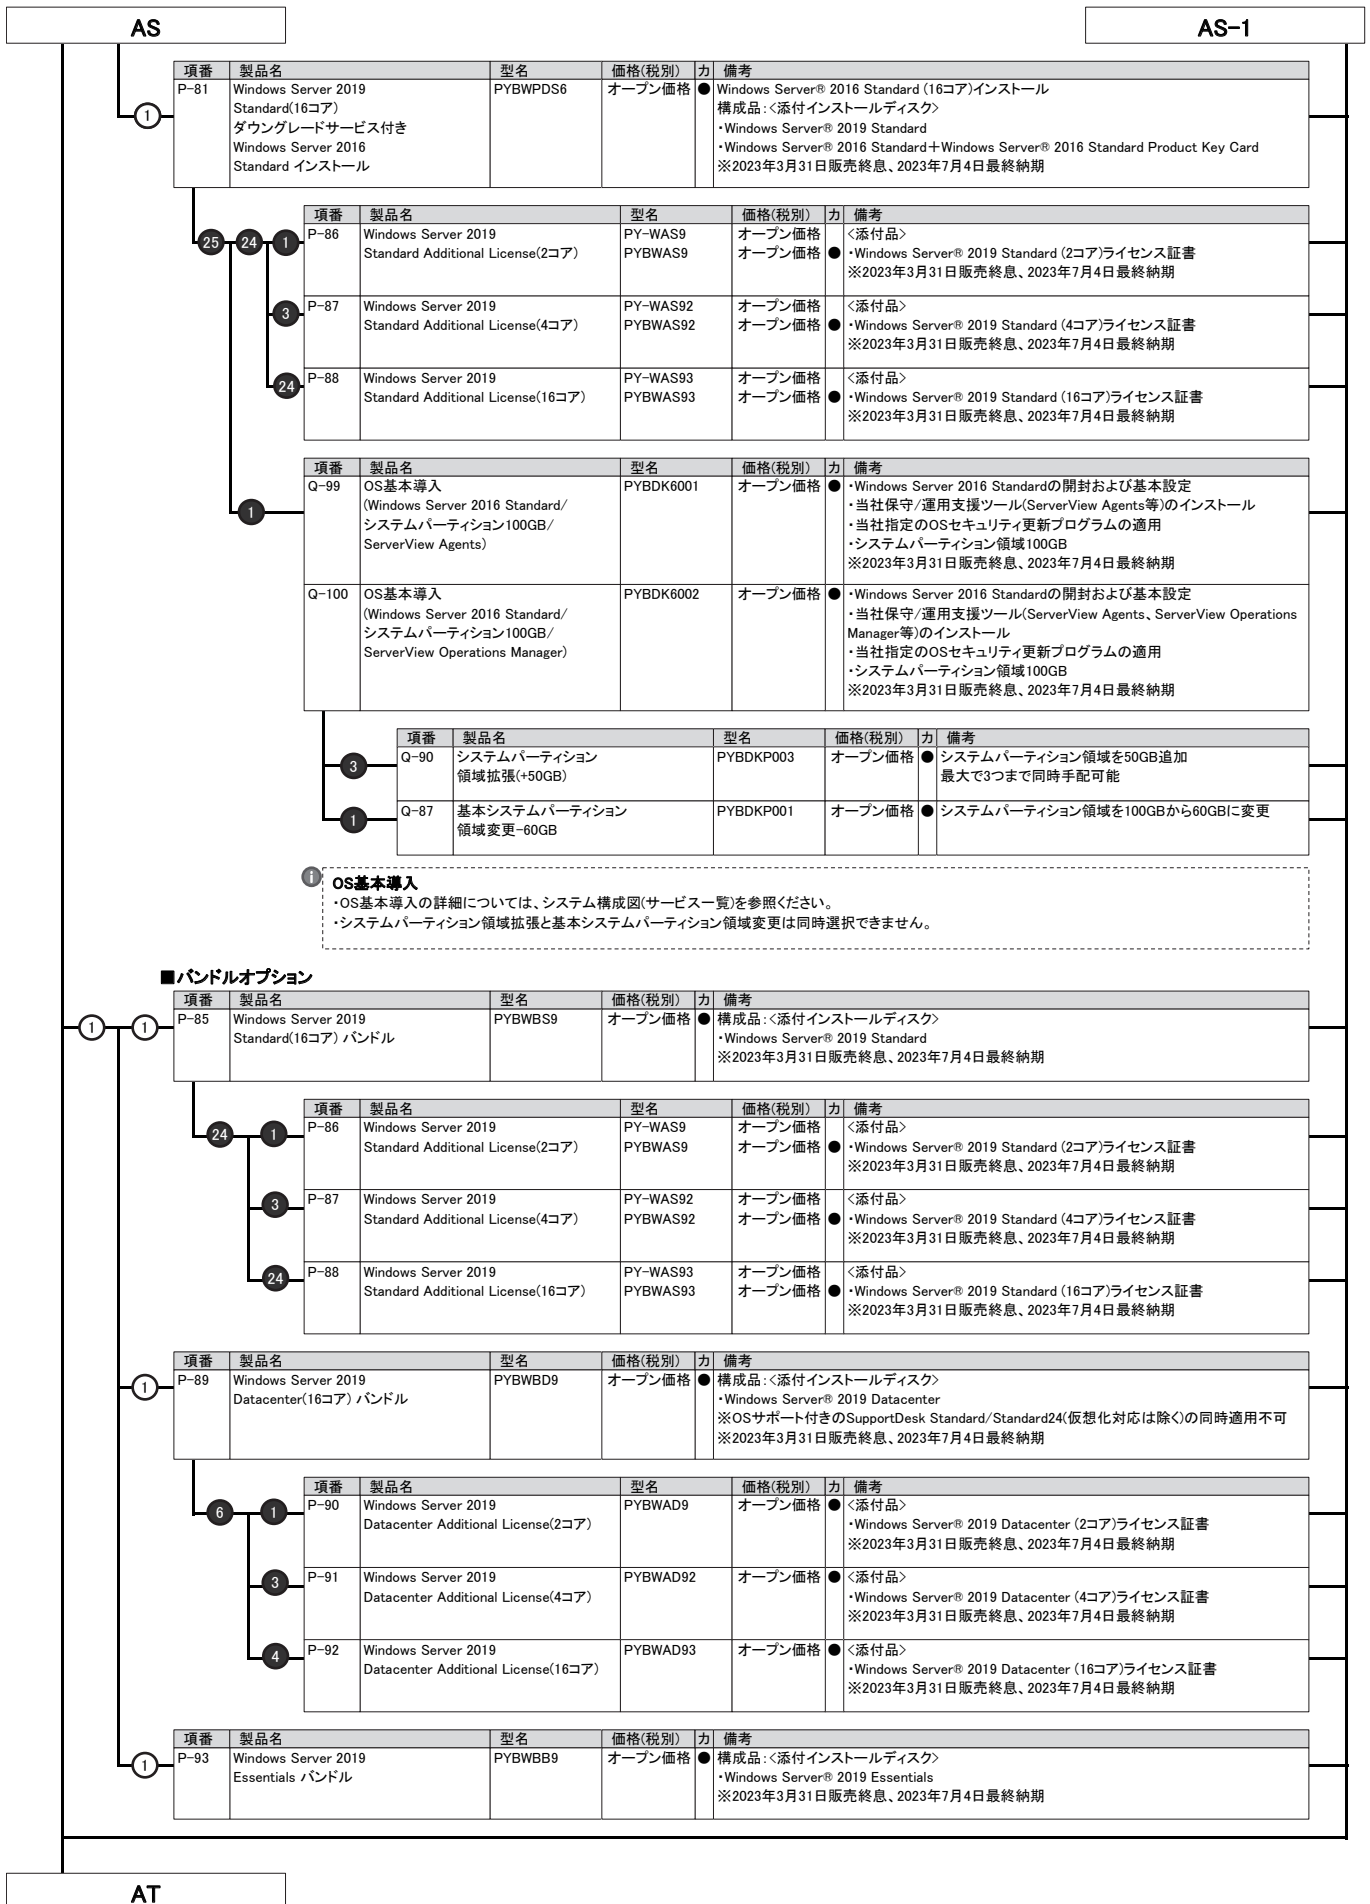 AS
AS-1
項番 製品名 型名 価格(税別) カ 備考
P-81 Windows Server 2019 PYBWPDS6 オープン価格 ● Windows Server® 2016 Standard (16コア)インストール
Standard(16コア) 構成品:<添付インストールディスク>
ダウングレードサービス付き ・Windows Server® 2019 Standard
Windows Server 2016 ・Windows Server® 2016 Standard＋Windows Server® 2016 Standard Product Key Card
Standard インストール ※2023年3月31日販売終息、2023年7月4日最終納期
1
項番 製品名 型名 価格(税別) カ 備考
25 24 1 P-86 Windows Server 2019 PY-WAS9 オープン価格 <添付品>
Standard Additional License(2コア) PYBWAS9 オープン価格 ● ・Windows Server® 2019 Standard (2コア)ライセンス証書
※2023年3月31日販売終息、2023年7月4日最終納期
3 P-87 Windows Server 2019 PY-WAS92 オープン価格 <添付品>
Standard Additional License(4コア) PYBWAS92 オープン価格 ● ・Windows Server® 2019 Standard (4コア)ライセンス証書
※2023年3月31日販売終息、2023年7月4日最終納期
24 P-88 Windows Server 2019 PY-WAS93 オープン価格 <添付品>
Standard Additional License(16コア) PYBWAS93 オープン価格 ● ・Windows Server® 2019 Standard (16コア)ライセンス証書
※2023年3月31日販売終息、2023年7月4日最終納期
項番 製品名 型名 価格(税別) カ 備考
Q-99 OS基本導入 PYBDK6001 オープン価格 ● ・Windows Server 2016 Standardの開封および基本設定
(Windows Server 2016 Standard/ ・当社保守/運用支援ツール(ServerView Agents等)のインストール
1 システムパーティション100GB/ ・当社指定のOSセキュリティ更新プログラムの適用
ServerView Agents) ・システムパーティション領域100GB
※2023年3月31日販売終息、2023年7月4日最終納期
Q-100 OS基本導入 PYBDK6002 オープン価格 ● ・Windows Server 2016 Standardの開封および基本設定
(Windows Server 2016 Standard/ ・当社保守/運用支援ツール(ServerView Agents、ServerView Operations
システムパーティション100GB/ Manager等)のインストール
ServerView Operations Manager) ・当社指定のOSセキュリティ更新プログラムの適用
・システムパーティション領域100GB
※2023年3月31日販売終息、2023年7月4日最終納期
項番 製品名 型名 価格(税別) カ 備考
3 Q-90 システムパーティション PYBDKP003 オープン価格 ● システムパーティション領域を50GB追加
領域拡張(+50GB) 最大で3つまで同時手配可能
1 Q-87 基本システムパーティション PYBDKP001 オープン価格 ● システムパーティション領域を100GBから60GBに変更
領域変更-60GB
i OS基本導入
・OS基本導入の詳細については、システム構成図(サービス一覧)を参照ください。
・システムパーティション領域拡張と基本システムパーティション領域変更は同時選択できません。
■バンドルオプション
項番 製品名 型名 価格(税別) カ 備考
1 1 P-85 Windows Server 2019 PYBWBS9 オープン価格 ● 構成品:<添付インストールディスク>
Standard(16コア) バンドル ・Windows Server® 2019 Standard
※2023年3月31日販売終息、2023年7月4日最終納期
項番 製品名 型名 価格(税別) カ 備考
24 1 P-86 Windows Server 2019 PY-WAS9 オープン価格 <添付品>
Standard Additional License(2コア) PYBWAS9 オープン価格 ● ・Windows Server® 2019 Standard (2コア)ライセンス証書
※2023年3月31日販売終息、2023年7月4日最終納期
3 P-87 Windows Server 2019 PY-WAS92 オープン価格 <添付品>
Standard Additional License(4コア) PYBWAS92 オープン価格 ● ・Windows Server® 2019 Standard (4コア)ライセンス証書
※2023年3月31日販売終息、2023年7月4日最終納期
24 P-88 Windows Server 2019 PY-WAS93 オープン価格 <添付品>
Standard Additional License(16コア) PYBWAS93 オープン価格 ● ・Windows Server® 2019 Standard (16コア)ライセンス証書
※2023年3月31日販売終息、2023年7月4日最終納期
項番 製品名 型名 価格(税別) カ 備考
1 P-89 Windows Server 2019 PYBWBD9 オープン価格 ● 構成品:<添付インストールディスク>
Datacenter(16コア) バンドル ・Windows Server® 2019 Datacenter
※OSサポート付きのSupportDesk Standard/Standard24(仮想化対応は除く)の同時適用不可
※2023年3月31日販売終息、2023年7月4日最終納期
項番 製品名 型名 価格(税別) カ 備考
6 1 P-90 Windows Server 2019 PYBWAD9 オープン価格 ● <添付品>
Datacenter Additional License(2コア) ・Windows Server® 2019 Datacenter (2コア)ライセンス証書
※2023年3月31日販売終息、2023年7月4日最終納期
3 P-91 Windows Server 2019 PYBWAD92 オープン価格 ● <添付品>
Datacenter Additional License(4コア) ・Windows Server® 2019 Datacenter (4コア)ライセンス証書
※2023年3月31日販売終息、2023年7月4日最終納期
4 P-92 Windows Server 2019 PYBWAD93 オープン価格 ● <添付品>
Datacenter Additional License(16コア) ・Windows Server® 2019 Datacenter (16コア)ライセンス証書
※2023年3月31日販売終息、2023年7月4日最終納期
項番 製品名 型名 価格(税別) カ 備考
1 P-93 Windows Server 2019 PYBWBB9 オープン価格 ● 構成品:<添付インストールディスク>
Essentials バンドル ・Windows Server® 2019 Essentials
※2023年3月31日販売終息、2023年7月4日最終納期
AT